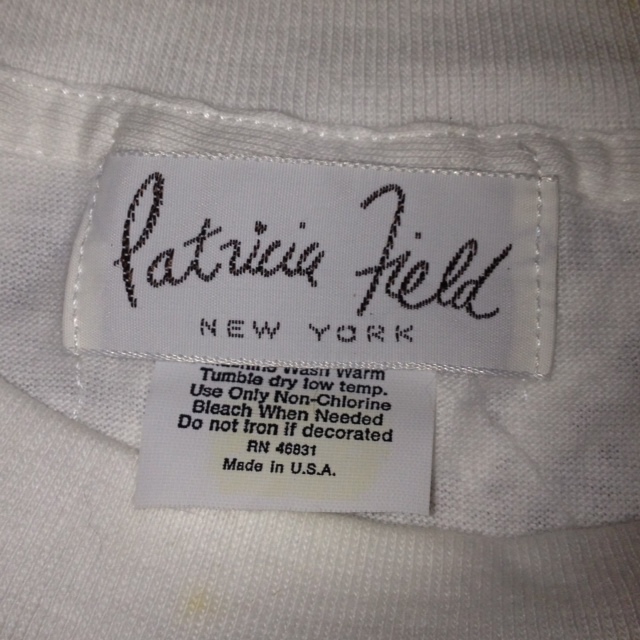 Patricia Field
NEW YORK
Machine Wash Warm
Tumble dry low temp.
Use Only Non-Chlorine
Bleach When Needed
Do not Iron if decorated
RN 46831
Made in U.S.A.